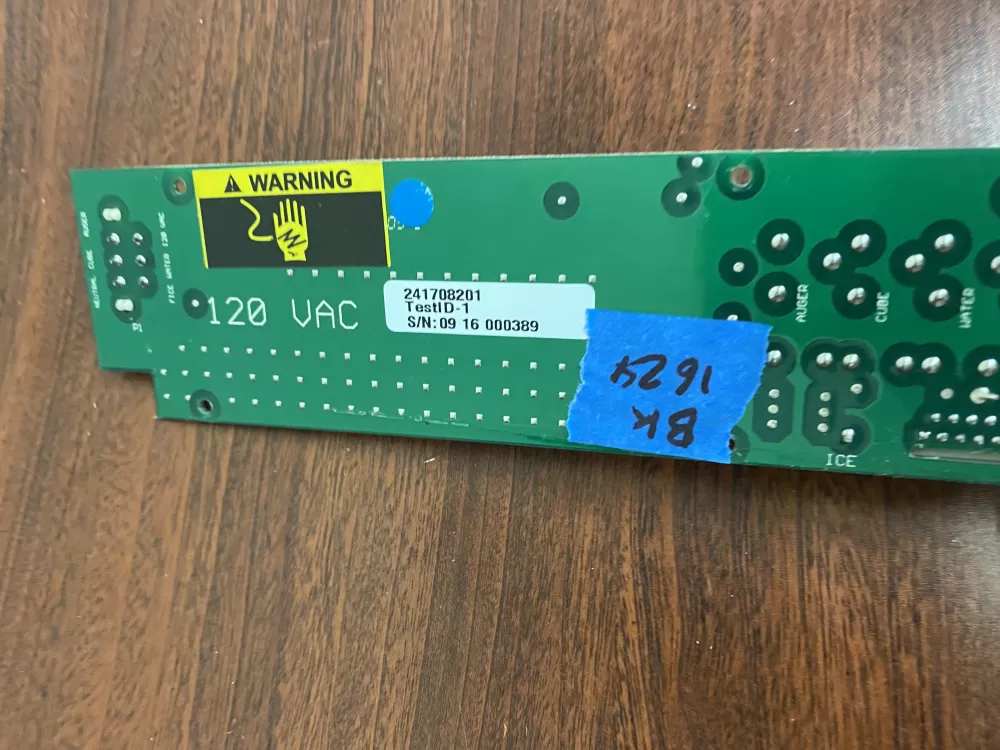 WARNING
120 VAC
241708201
TestID-1
S/N: 09 16 000389
BK
1624
AUGER
CUBE
WATER
ICE
NEUTRAL CUBE AUGER
ICE WATER 120 VAC